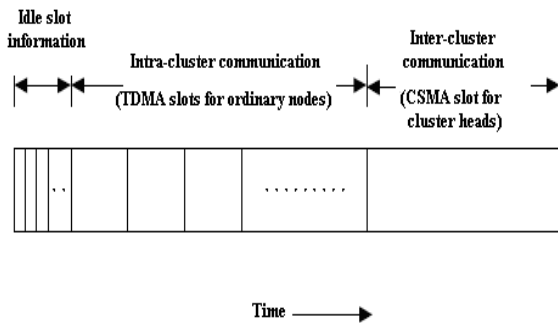 Idle slot
information
Intra-cluster communication
(TDMA slots for ordinary nodes)
Inter-cluster
communication
(CSMA slot for
cluster heads)
Time